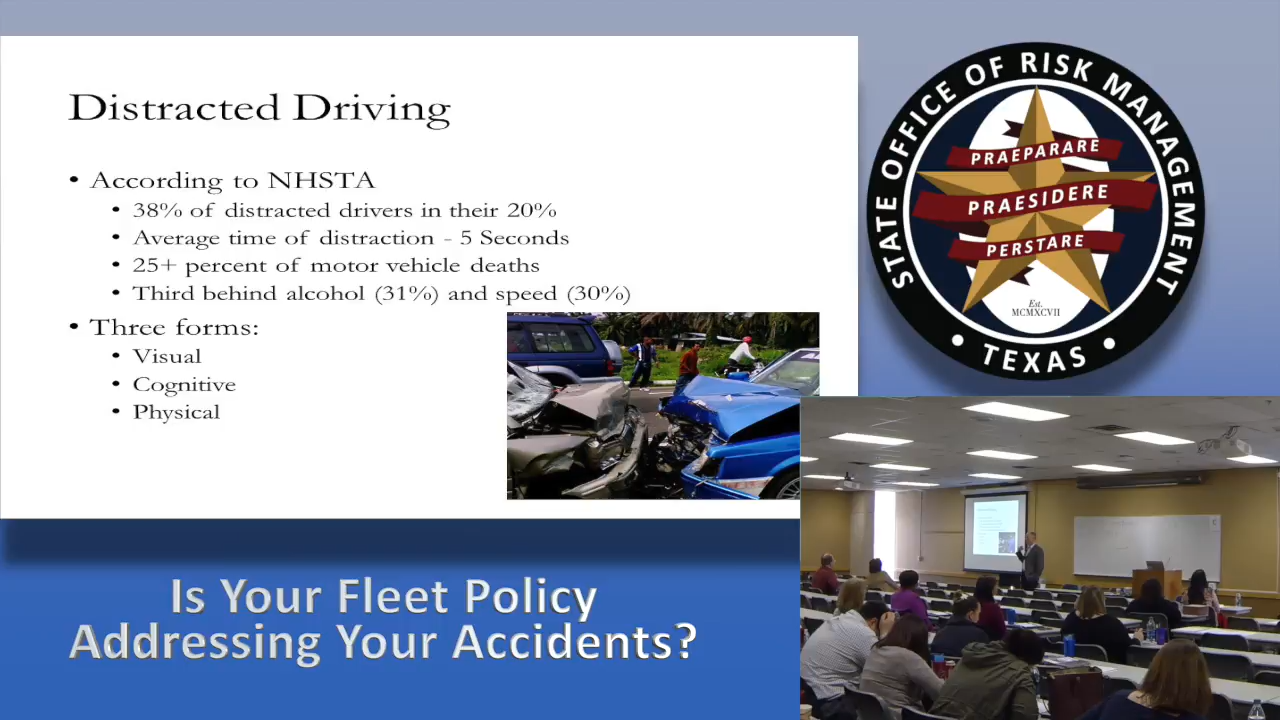 Distracted Driving
• According to NHSTA
• 38% of distracted drivers in their 20%
• Average time of distraction - 5 Seconds
• 25+ percent of motor vehicle deaths
• Third behind alcohol (31%) and speed (30%)
• Three forms:
• Visual
• Cognitive
• Physical
STATE OFFICE OF RISK MANAGEMENT
PRAEPARARE
PRAESIDERE
PERSTARE
Est.
MCMXCVII
• TEXAS •
Is Your Fleet Policy
Addressing Your Accidents?